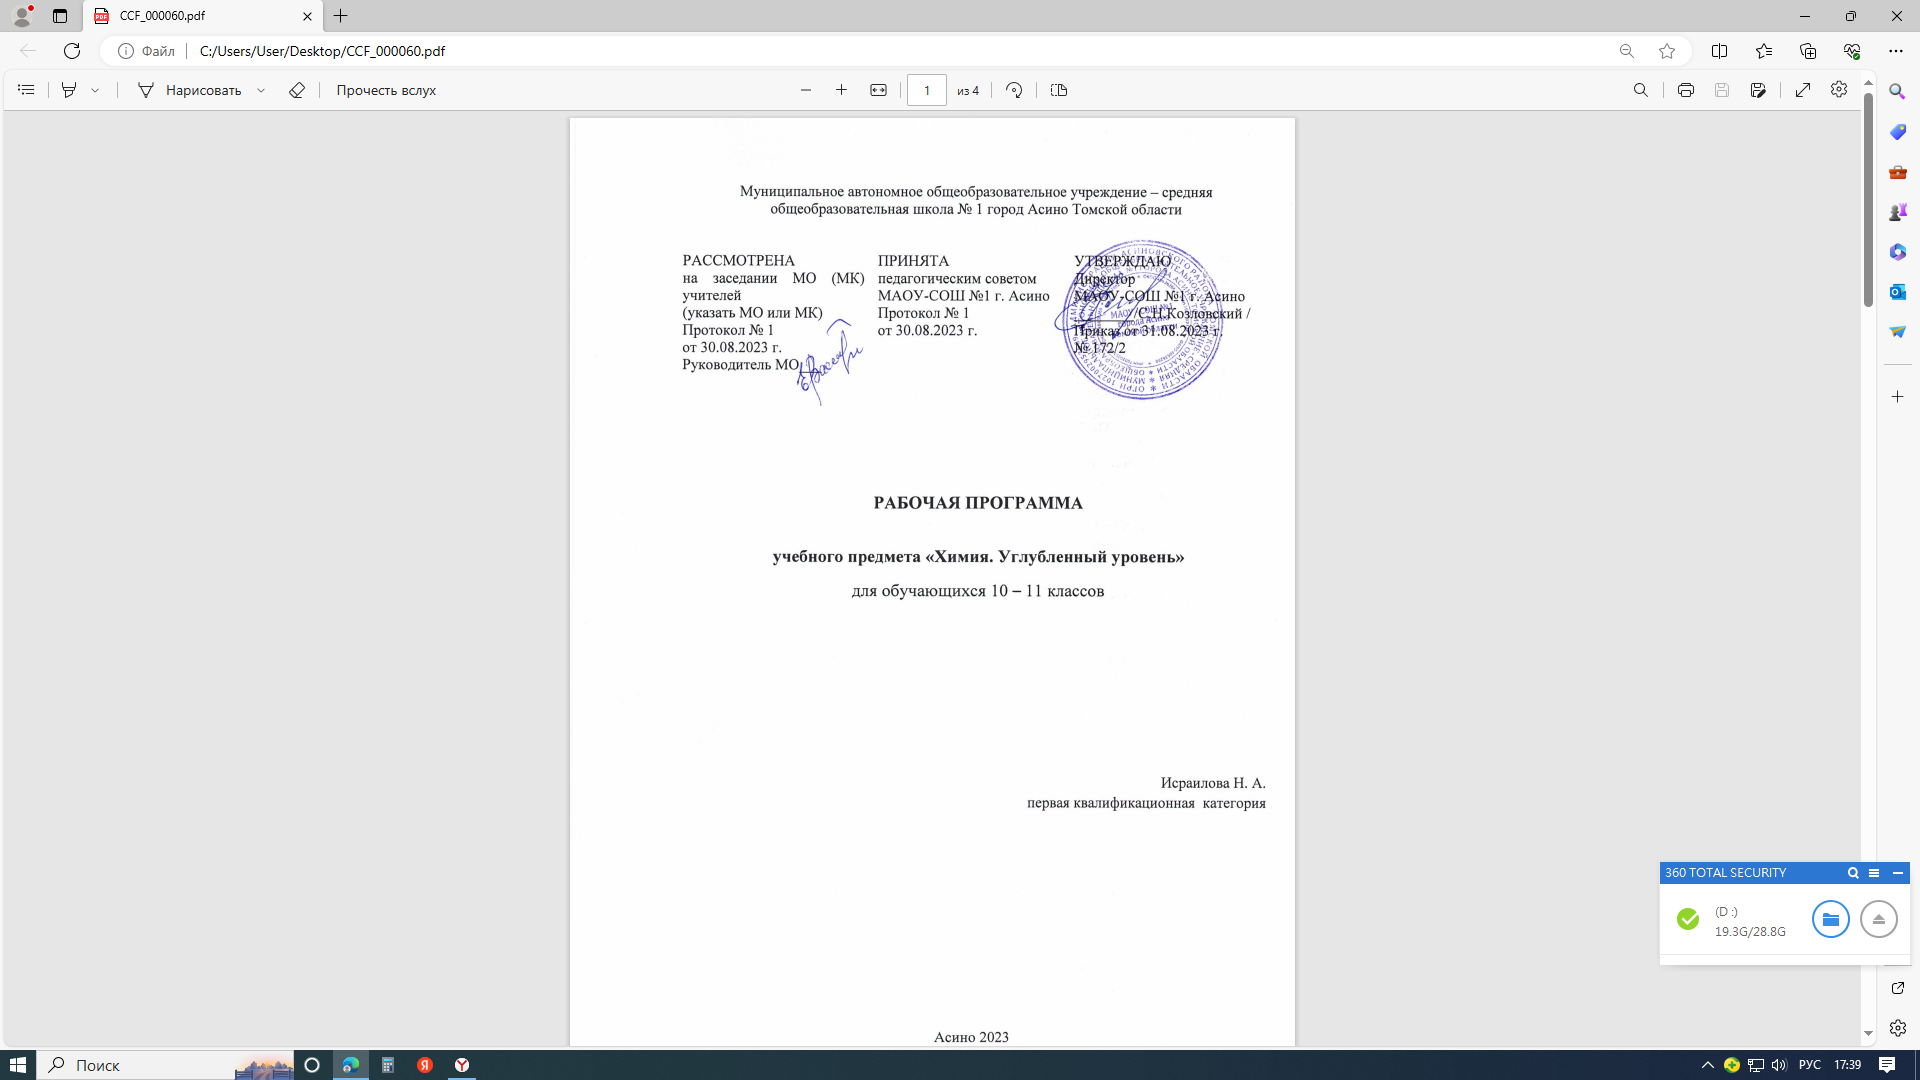 CCF_000060.pdf
Файл
C:/Users/User/Desktop/CCF_000060.pdf
Нарисовать
Прочесть вслух
1
из 4
Муниципальное автономное общеобразовательное учреждение – средняя
общеобразовательная школа № 1 город Асино Томской области
РАССМОТРЕНА
на заседании МО (МК)
учителей
(указать МО или МК)
Протокол № 1
от 30.08.2023 г.
Руководитель МО
ПРИНЯТА
педагогическим советом
МАОУ-СОШ №1 г. Асино
Протокол № 1
от 30.08.2023 г.
УТВЕРЖДАЮ
Директор
МАОУ-СОШ №1 г. Асино
/С.Н.Козловский /
Приказ от 31.08.2023 г.
№ 172/2
РАБОЧАЯ ПРОГРАММА
учебного предмета «Химия. Углубленный уровень»
для обучающихся 10 – 11 классов
Исраилова Н. А.
первая квалификационная категория
Асино 2023
360 TOTAL SECURITY
(D :)
19.3G/28.8G
Поиск
РУС
17:39